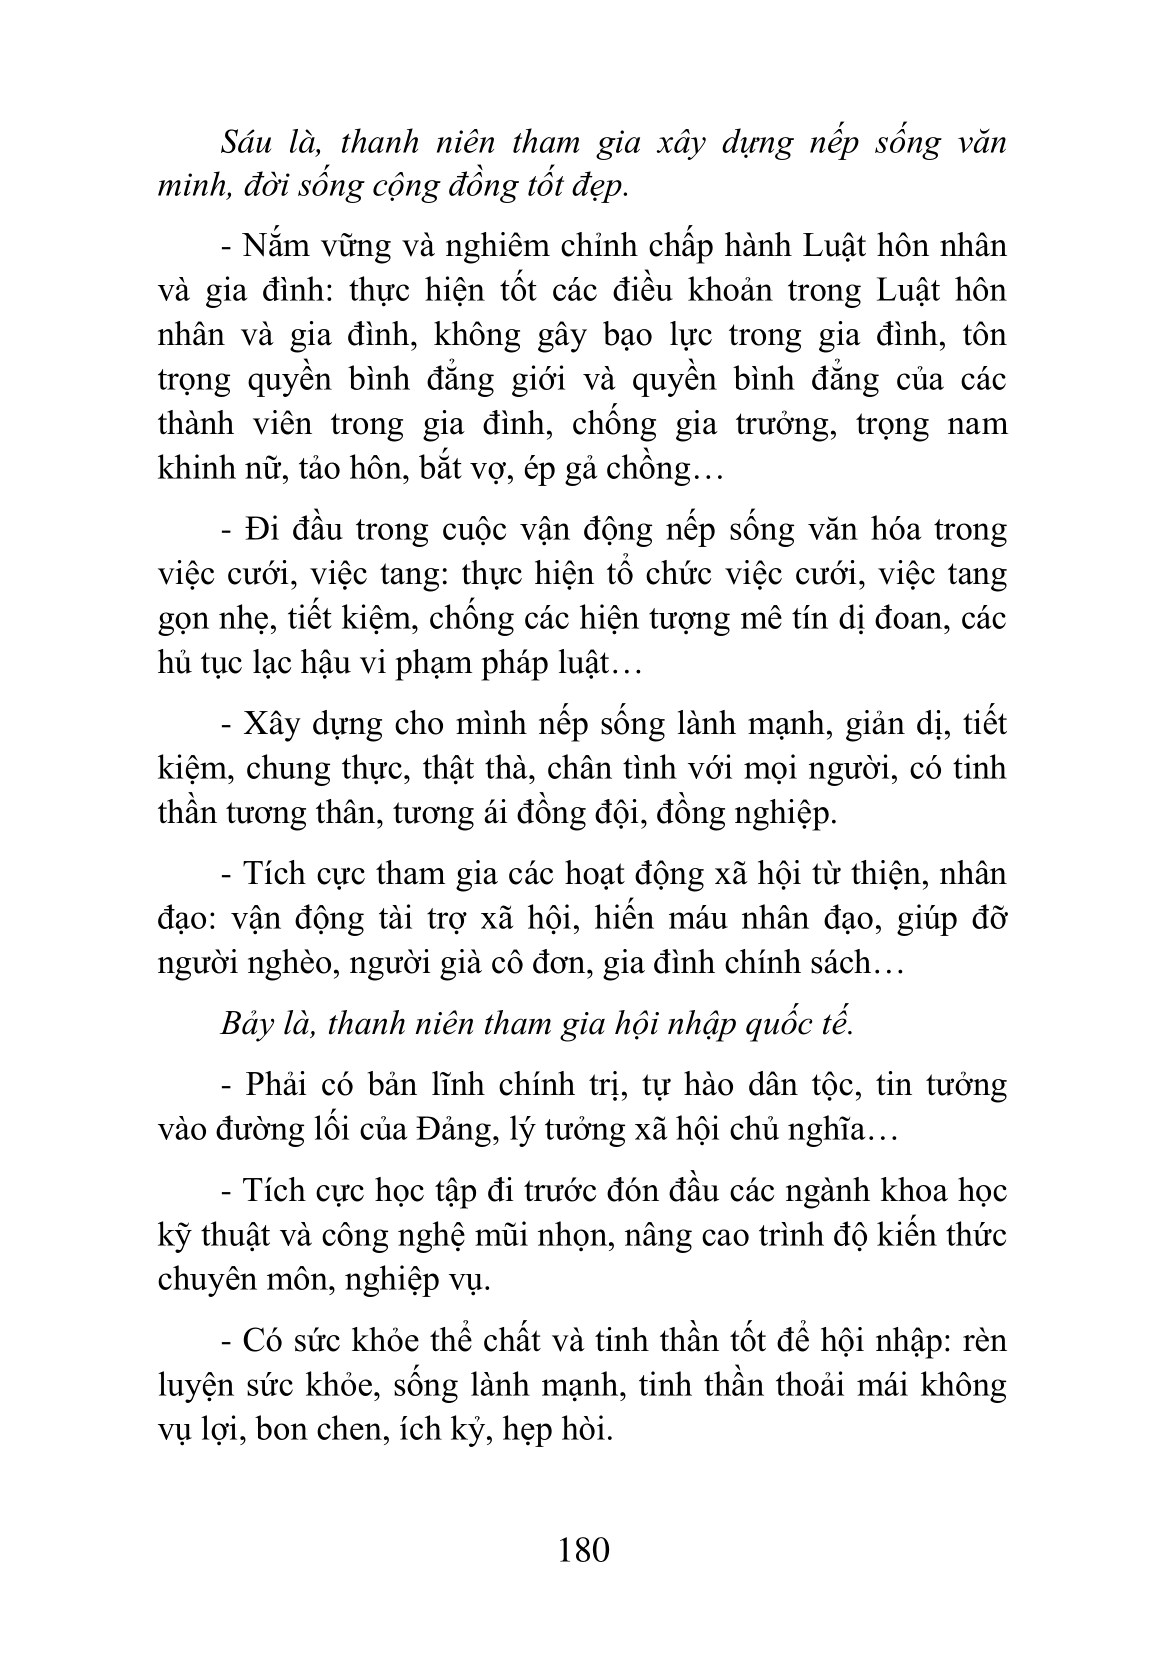 Sáu là, thanh niên tham gia xây dựng nếp sống văn
minh, đời sống cộng đồng tốt đẹp.
- Nắm vững và nghiêm chỉnh chấp hành Luật hôn nhân
và gia đình: thực hiện tốt các điều khoản trong Luật hôn
nhân và gia đình, không gây bạo lực trong gia đình, tôn
trọng quyền bình đẳng giới và quyền bình đẳng của các
thành viên trong gia đình, chống gia trưởng, trọng nam
khinh nữ, tảo hôn, bắt vợ, ép gả chồng…
- Đi đầu trong cuộc vận động nếp sống văn hóa trong
việc cưới, việc tang: thực hiện tổ chức việc cưới, việc tang
gọn nhẹ, tiết kiệm, chống các hiện tượng mê tín dị đoan, các
hủ tục lạc hậu vi phạm pháp luật…
- Xây dựng cho mình nếp sống lành mạnh, giản dị, tiết
kiệm, chung thực, thật thà, chân tình với mọi người, có tinh
thần tương thân, tương ái đồng đội, đồng nghiệp.
- Tích cực tham gia các hoạt động xã hội từ thiện, nhân
đạo: vận động tài trợ xã hội, hiến máu nhân đạo, giúp đỡ
người nghèo, người già cô đơn, gia đình chính sách…
Bảy là, thanh niên tham gia hội nhập quốc tế.
- Phải có bản lĩnh chính trị, tự hào dân tộc, tin tưởng
vào đường lối của Đảng, lý tưởng xã hội chủ nghĩa…
- Tích cực học tập đi trước đón đầu các ngành khoa học
kỹ thuật và công nghệ mũi nhọn, nâng cao trình độ kiến thức
chuyên môn, nghiệp vụ.
- Có sức khỏe thể chất và tinh thần tốt để hội nhập: rèn
luyện sức khỏe, sống lành mạnh, tinh thần thoải mái không
vụ lợi, bon chen, ích kỷ, hẹp hòi.
180